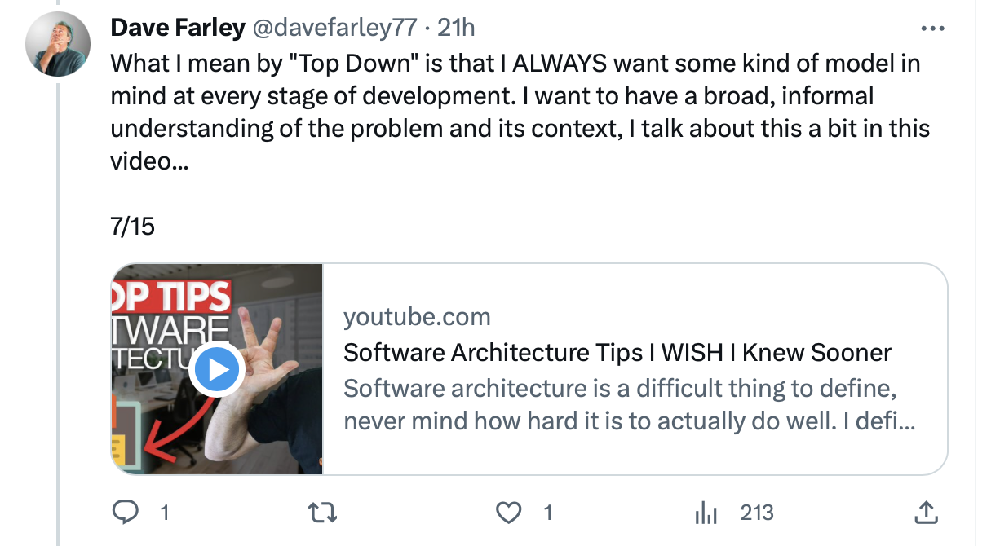 Dave Farley @davefarley77 · 21h
What I mean by "Top Down" is that I ALWAYS want some kind of model in
mind at every stage of development. I want to have a broad, informal
understanding of the problem and its context, I talk about this a bit in this
video...
7/15
OP TIPS
TWARE
TECTU
youtube.com
Software Architecture Tips I WISH I Knew Sooner
Software architecture is a difficult thing to define,
never mind how hard it is to actually do well. I defi...
1 1 213